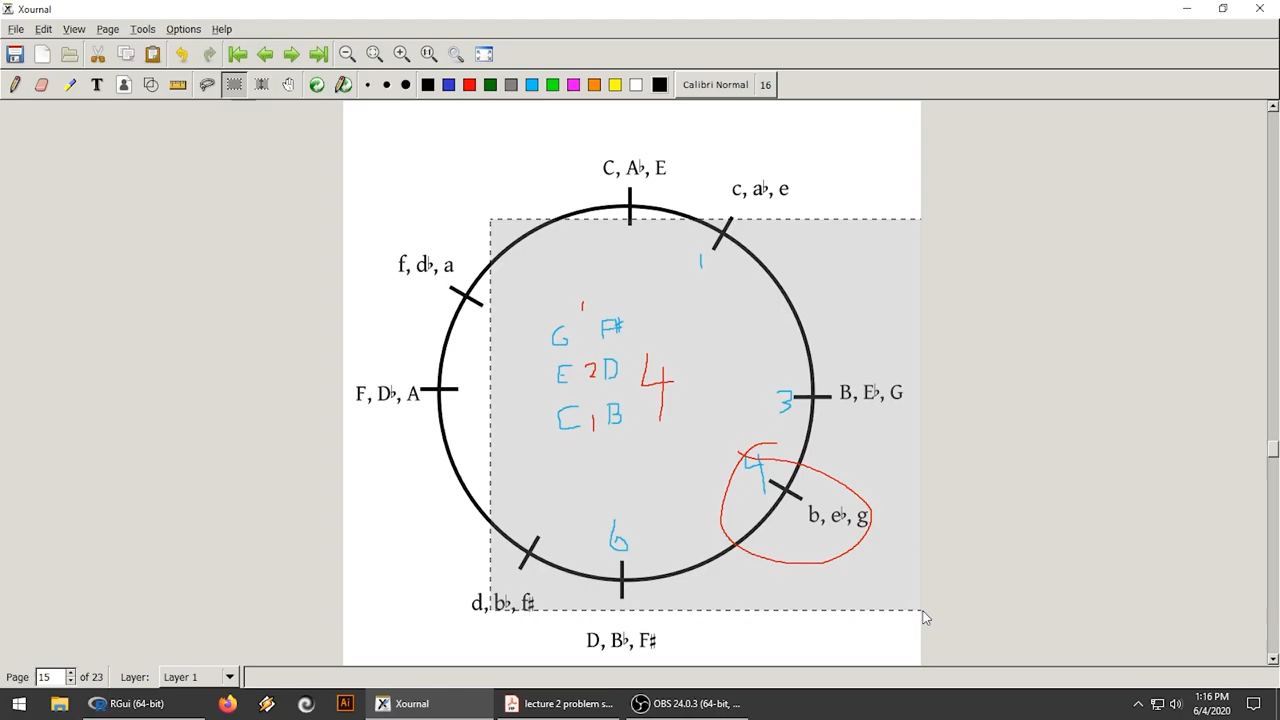 Xournal
File Edit View Page Tools Options Help
Calibri Normal 16
C, A♭, E
c, a♭, e
f, d♭, a
1
1
G F♯
E 2 D 4
C 1 B
F, D♭, A
3
B, E♭, G
4
b, e♭, g
6
d, b♭, f♯
D, B♭, F♯
Page 15 of 23 Layer: Layer 1
RGui (64-bit) Ai Xournal lecture 2 problem s... OBS 24.0.3 (64-bit, ...
1:16 PM
6/4/2020